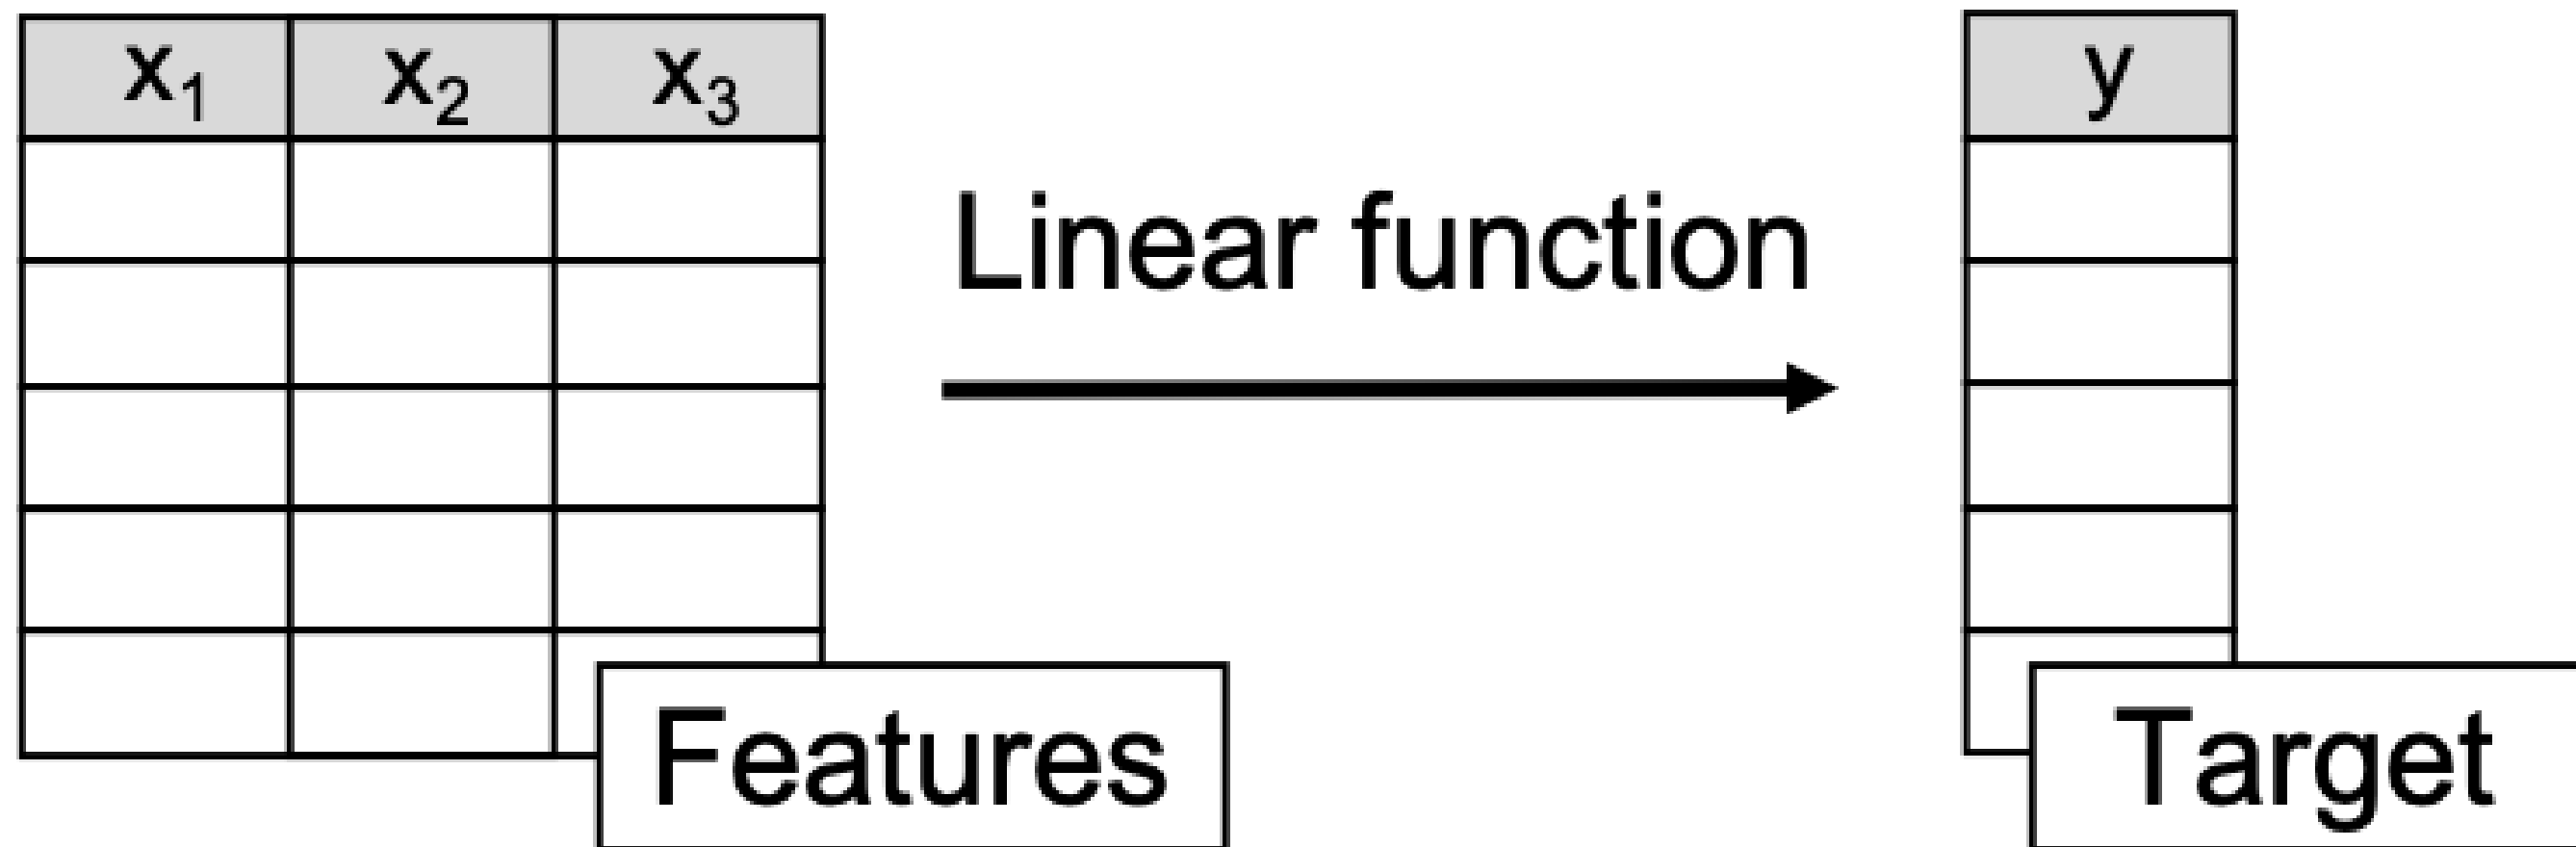 x₁ x₂ x₃ y
Linear function
Features Target